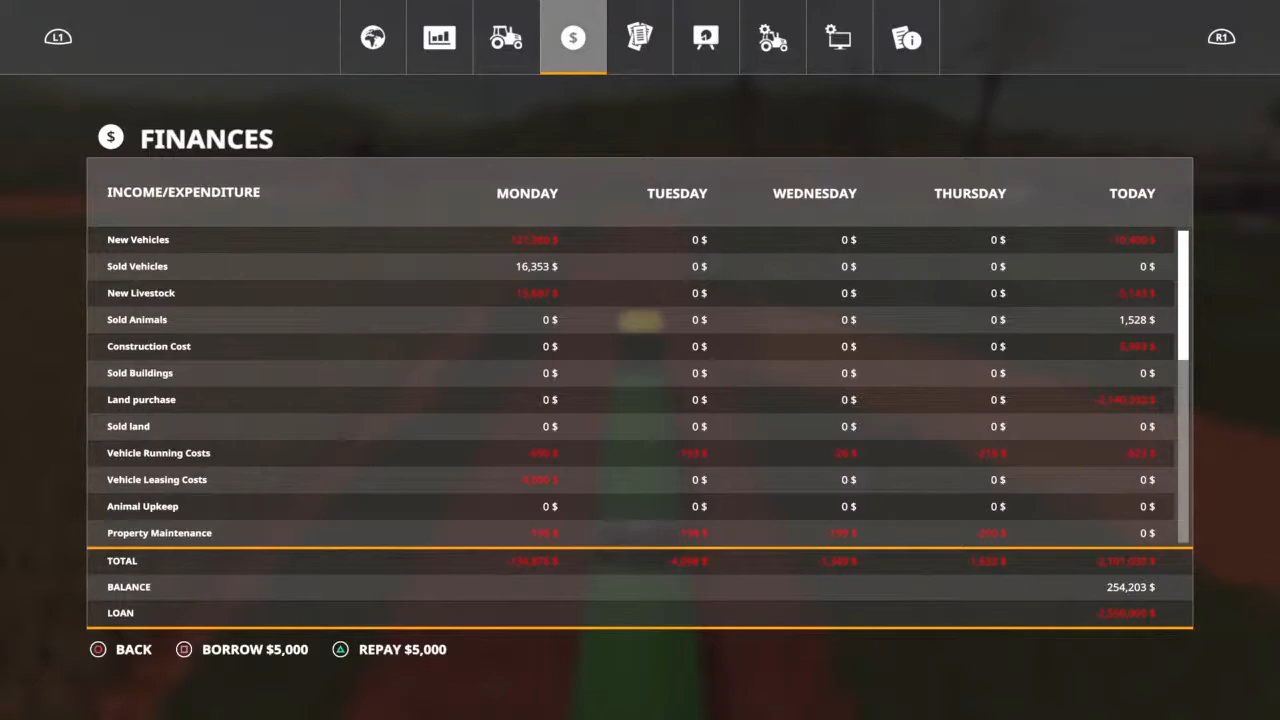 L1
R1
$ FINANCES
INCOME/EXPENDITURE MONDAY TUESDAY WEDNESDAY THURSDAY TODAY
New Vehicles 0 $ 0 $ 0 $
Sold Vehicles 16,353 $ 0 $ 0 $ 0 $ 0 $
New Livestock 0 $ 0 $ 0 $
Sold Animals 0 $ 0 $ 0 $ 0 $ 1,528 $
Construction Cost 0 $ 0 $ 0 $ 0 $
Sold Buildings 0 $ 0 $ 0 $ 0 $ 0 $
Land purchase 0 $ 0 $ 0 $ 0 $
Sold land 0 $ 0 $ 0 $ 0 $ 0 $
Vehicle Running Costs
Vehicle Leasing Costs 0 $ 0 $ 0 $ 0 $
Animal Upkeep 0 $ 0 $ 0 $ 0 $ 0 $
Property Maintenance 0 $
TOTAL
BALANCE 254,203 $
LOAN
BACK BORROW $5,000 REPAY $5,000